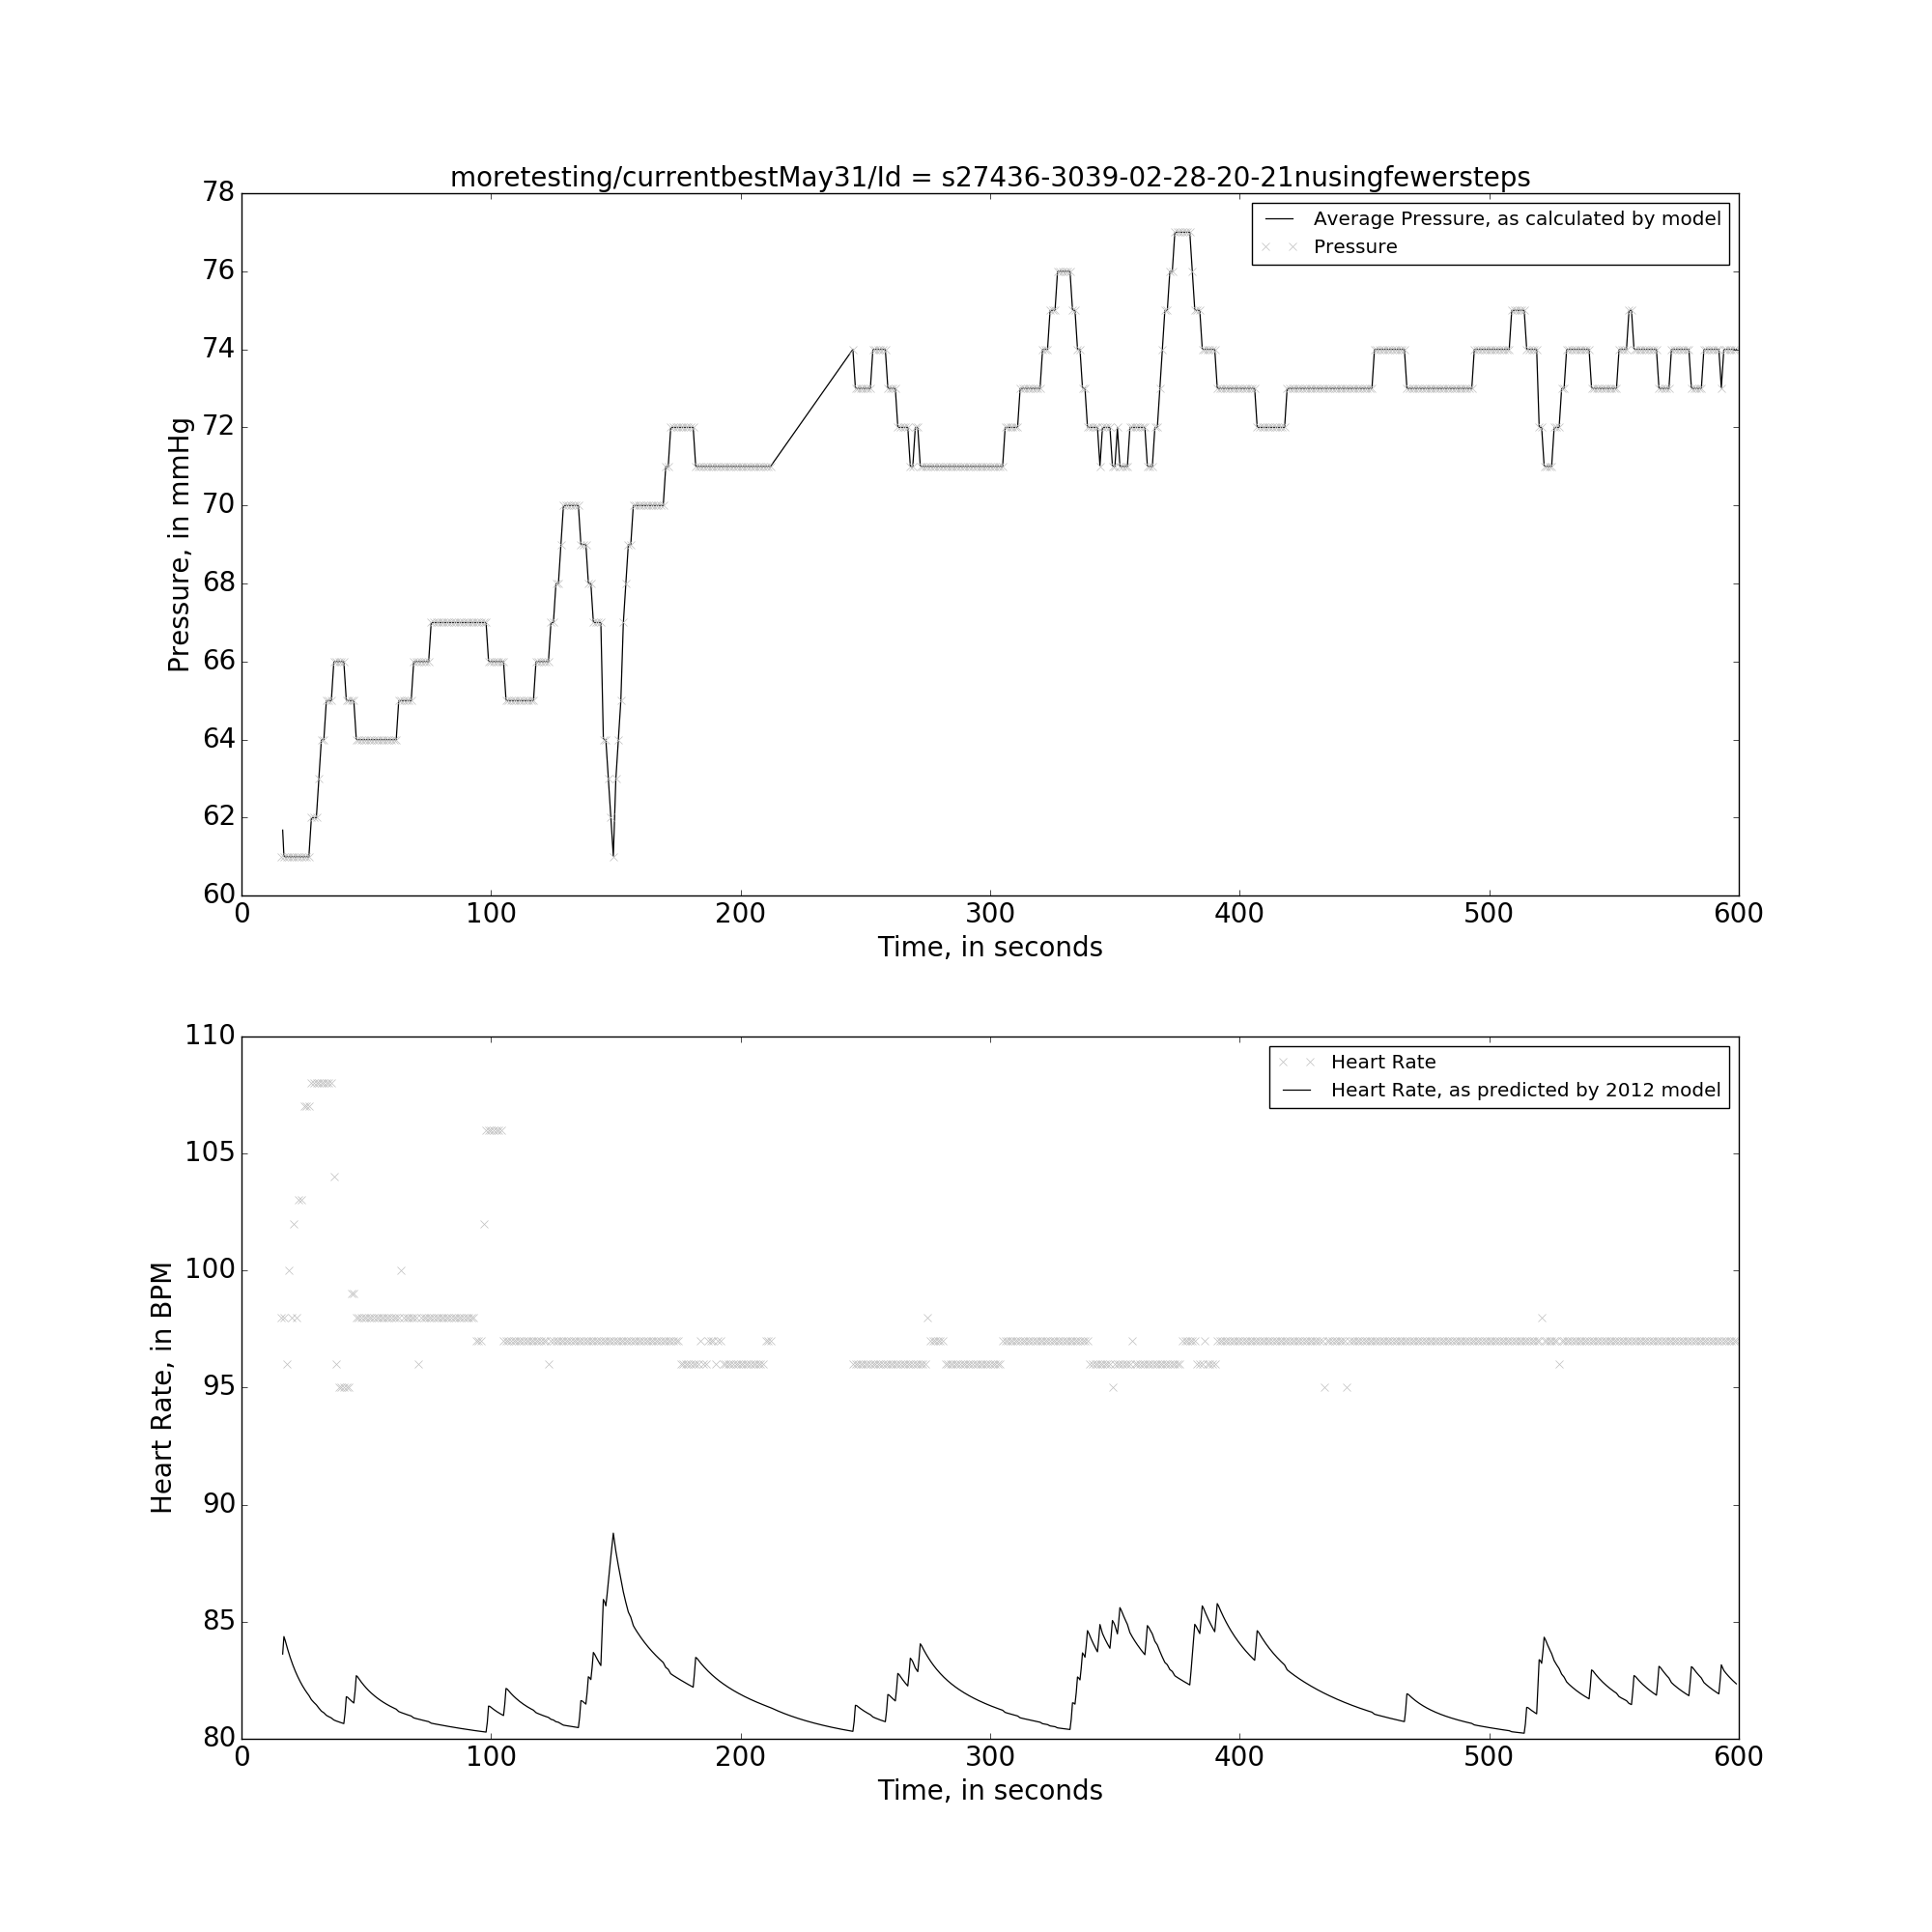 moretesting/currentbestMay31/Id = s27436-3039-02-28-20-21nusingfewersteps
78
76
74
72
70
68
66
64
62
60
Pressure, in mmHg
Average Pressure, as calculated by model
Pressure
0 100 200 300 400 500 600
Time, in seconds
110
105
100
95
90
85
80
Heart Rate, in BPM
Heart Rate
Heart Rate, as predicted by 2012 model
0 100 200 300 400 500 600
Time, in seconds